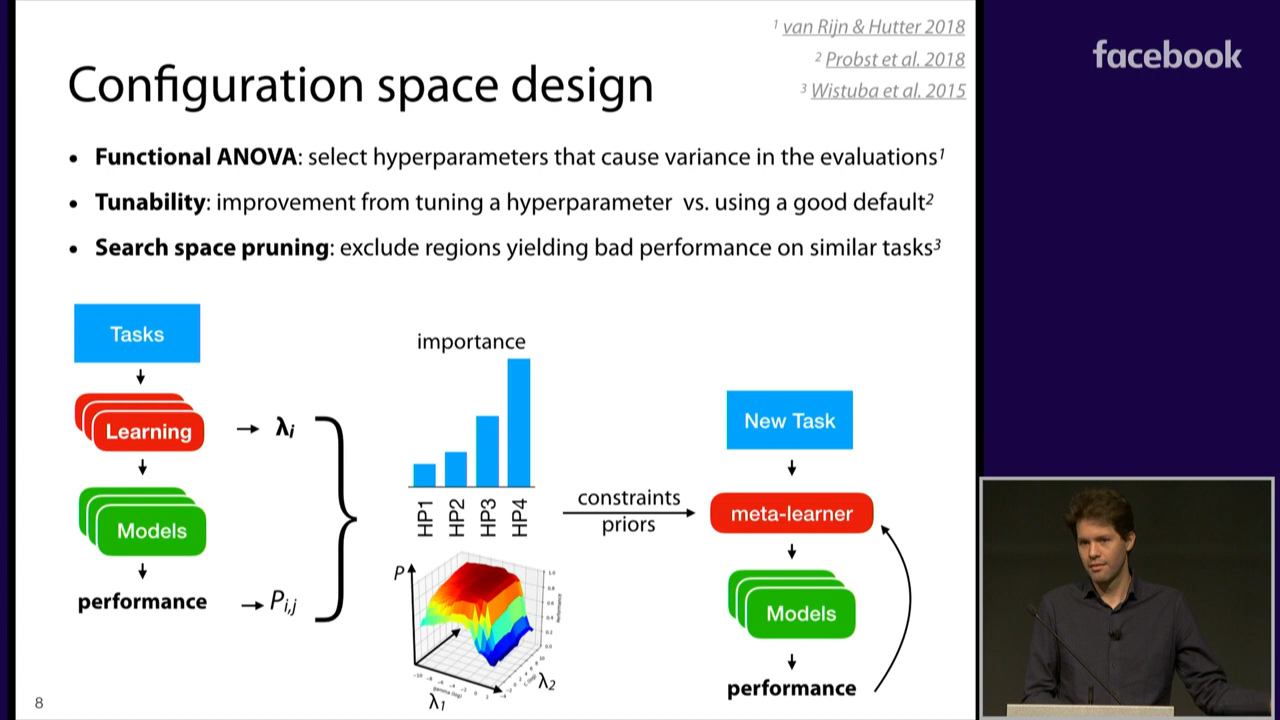 ¹ van Rijn & Hutter 2018
² Probst et al. 2018
³ Wistuba et al. 2015
facebook
Configuration space design
• Functional ANOVA: select hyperparameters that cause variance in the evaluations¹
• Tunability: improvement from tuning a hyperparameter vs. using a good default²
• Search space pruning: exclude regions yielding bad performance on similar tasks³
Tasks
Learning
→ λi
Models
performance
→ Pi,j
importance
HP1
HP2
HP3
HP4
P
λ1
λ2
constraints
priors
New Task
meta-learner
Models
performance
8